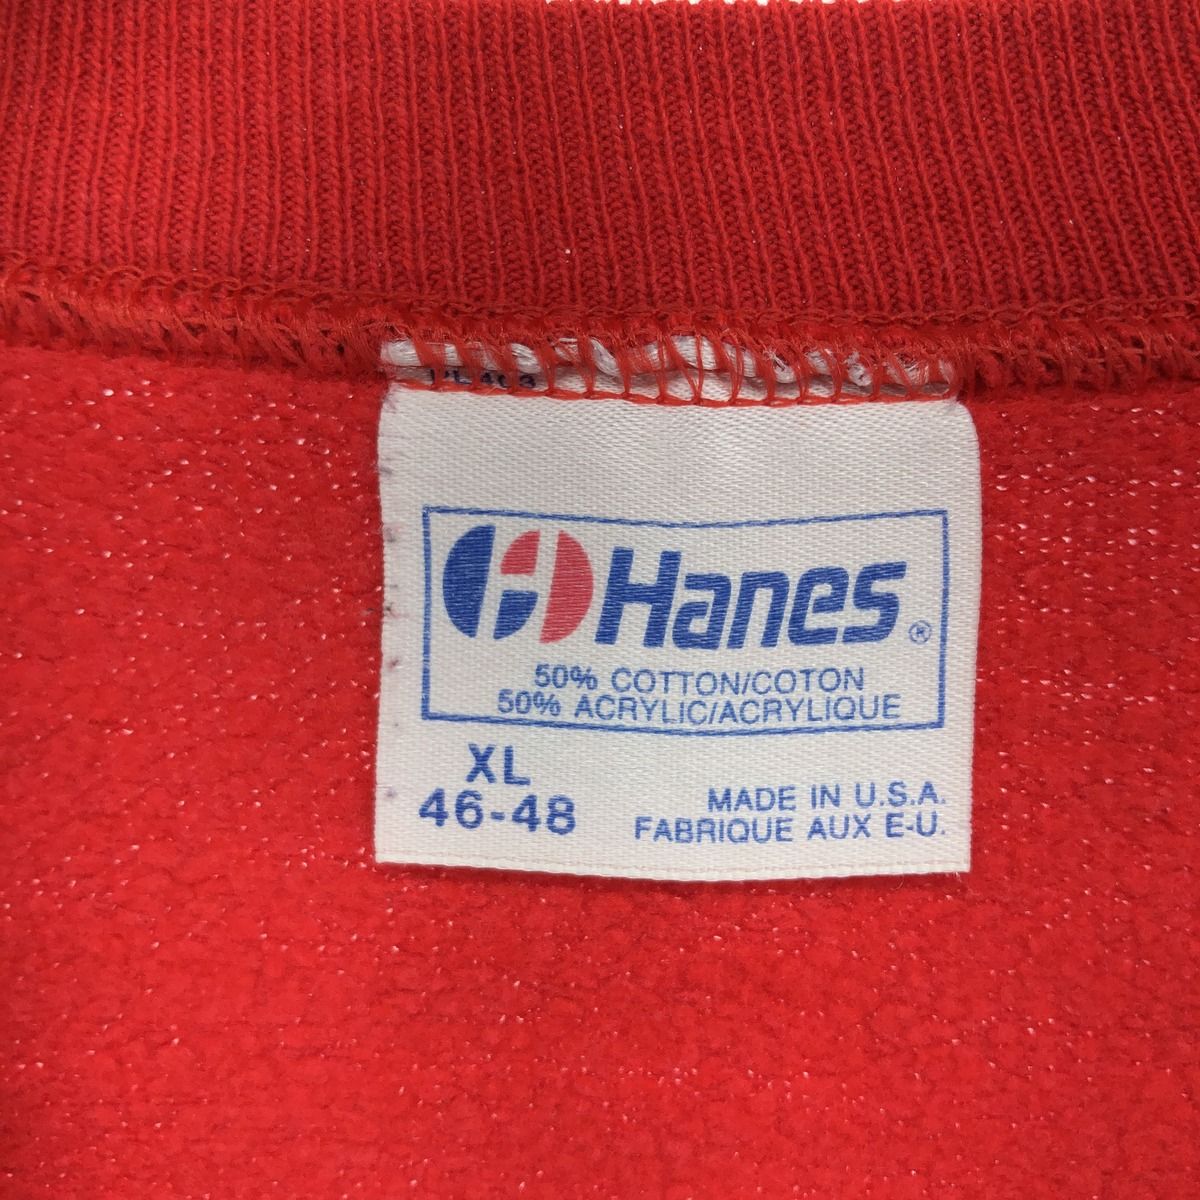 Hanes®
50% COTTON/COTON
50% ACRYLIC/ACRYLIQUE
XL
46-48
MADE IN U.S.A.
FABRIQUE AUX E-U.